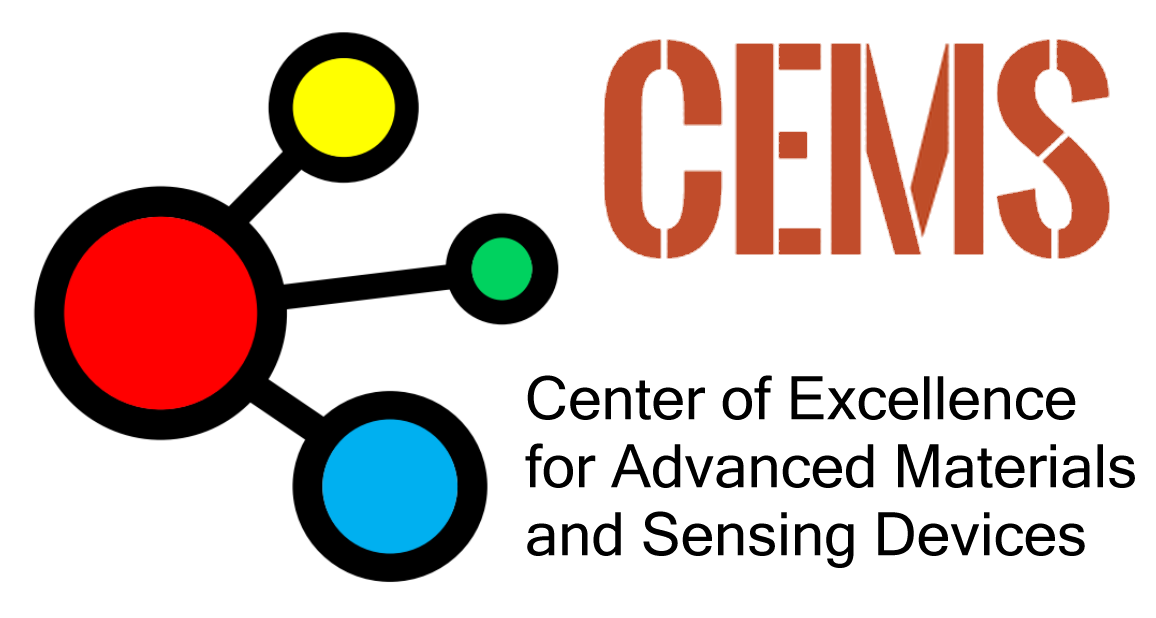 CEMS
Center of Excellence
for Advanced Materials
and Sensing Devices